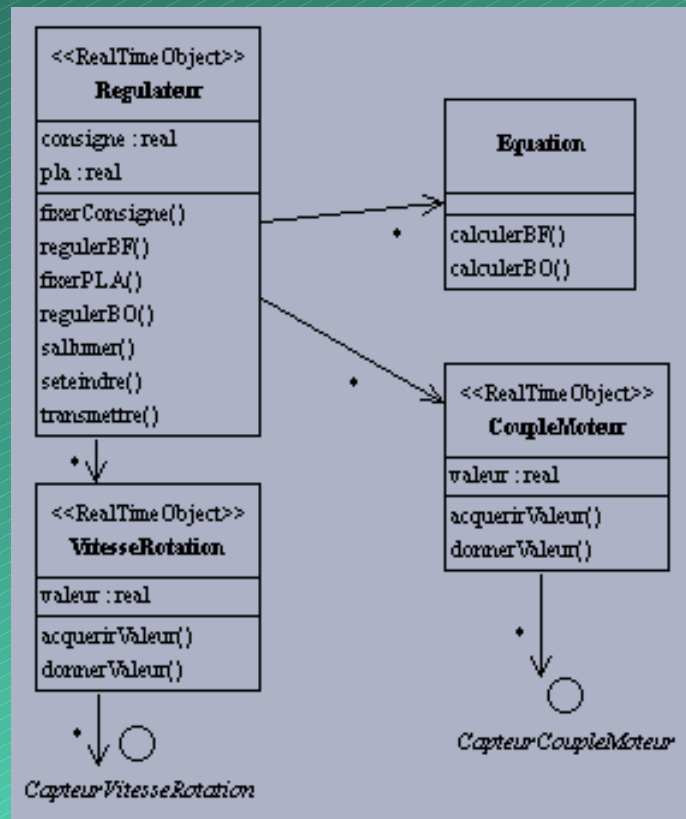 <<RealTimeObject>>
Regulateur
consigne : real
pla : real
fixerConsigne()
regulerBF()
fixerPLA()
regulerBO()
sallumer()
seteindre()
transmettre()
Equation
calculerBF()
calculerBO()
<<RealTimeObject>>
CoupleMoteur
valeur : real
acquerirValeur()
donnerValeur()
<<RealTimeObject>>
VitesseRotation
valeur : real
acquerirValeur()
donnerValeur()
CapteurCoupleMoteur
CapteurVitesseRotation